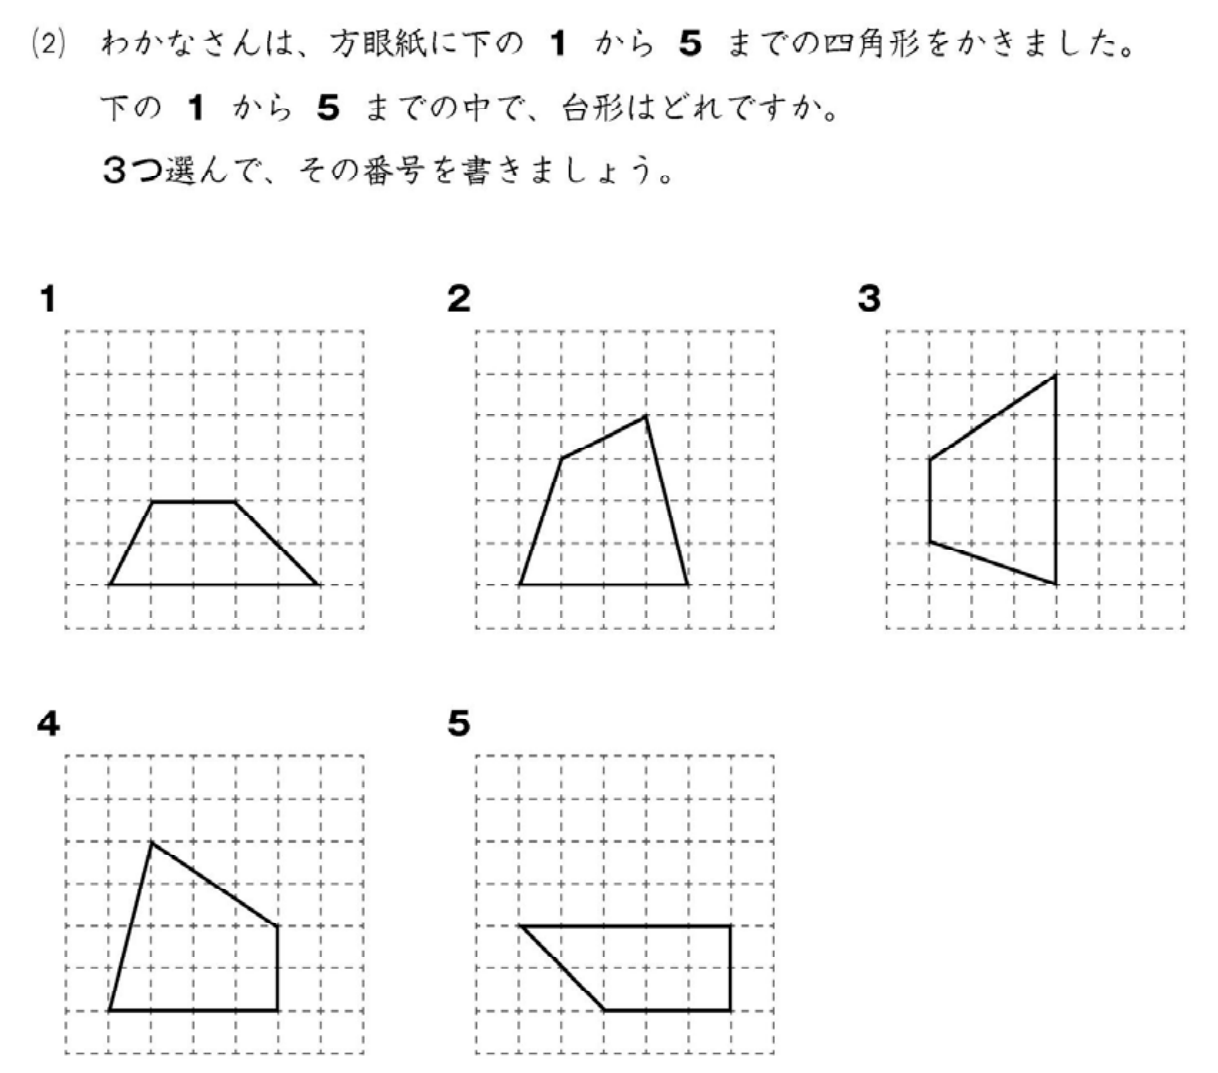 (2) わかなさんは、方眼紙に下の 1 から 5 までの四角形をかきました。
下の 1 から 5 までの中で、台形はどれですか。
3つ選んで、その番号を書きましょう。
1
2
3
4
5